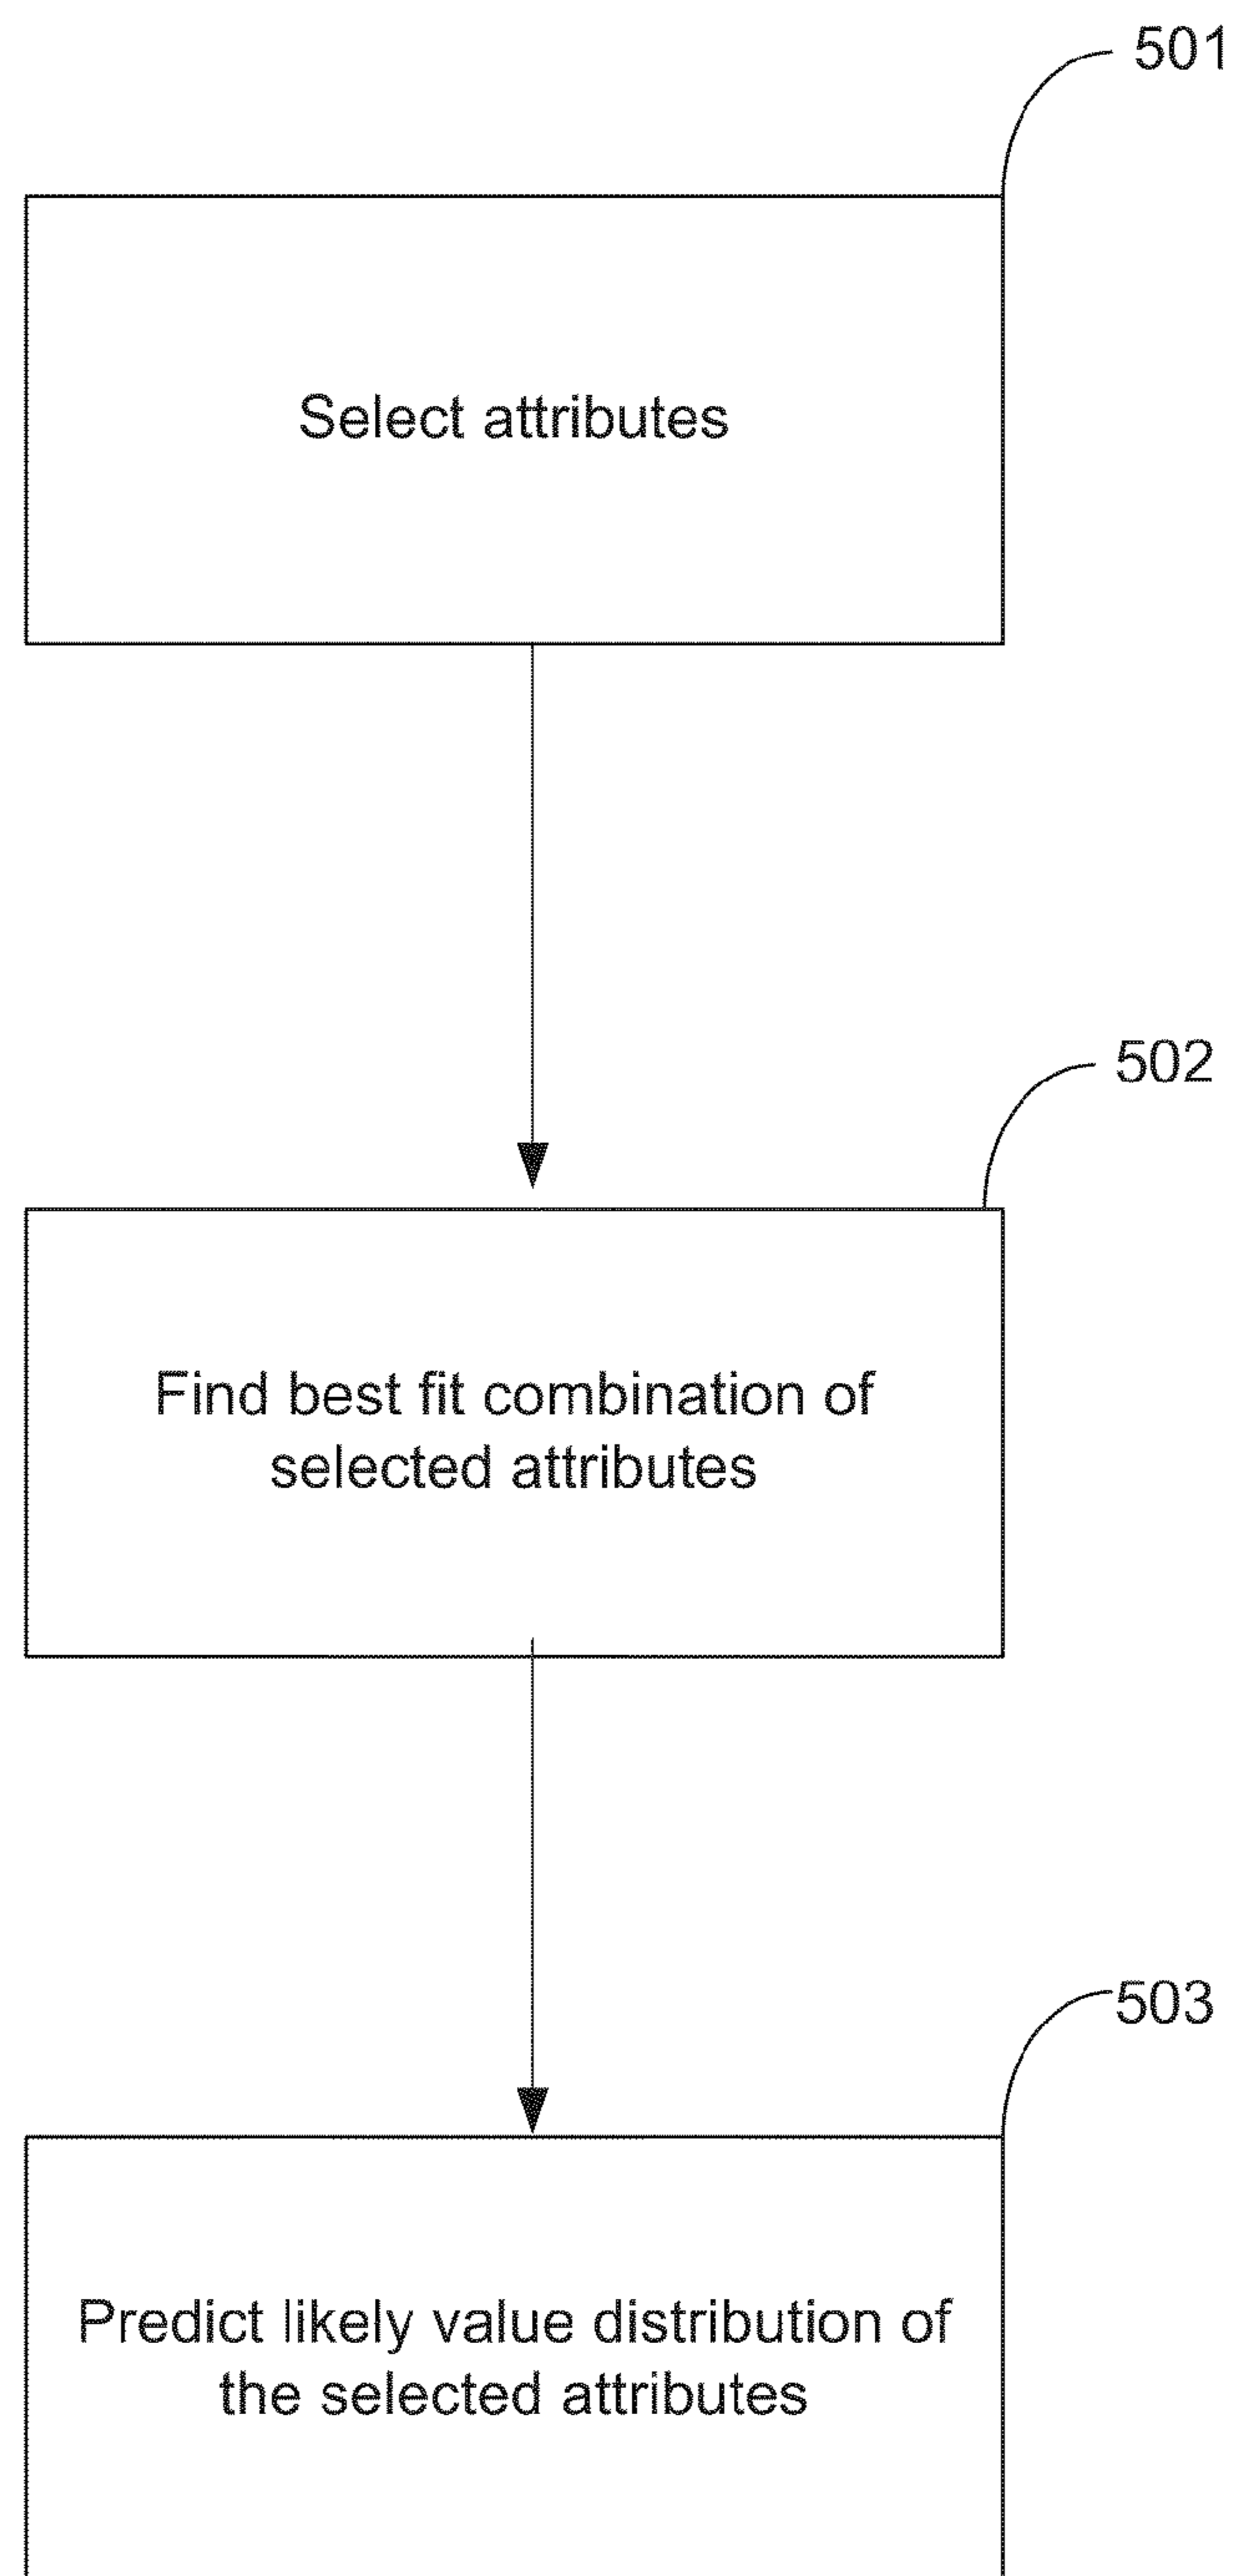 501
Select attributes
502
Find best fit combination of
selected attributes
503
Predict likely value distribution of
the selected attributes